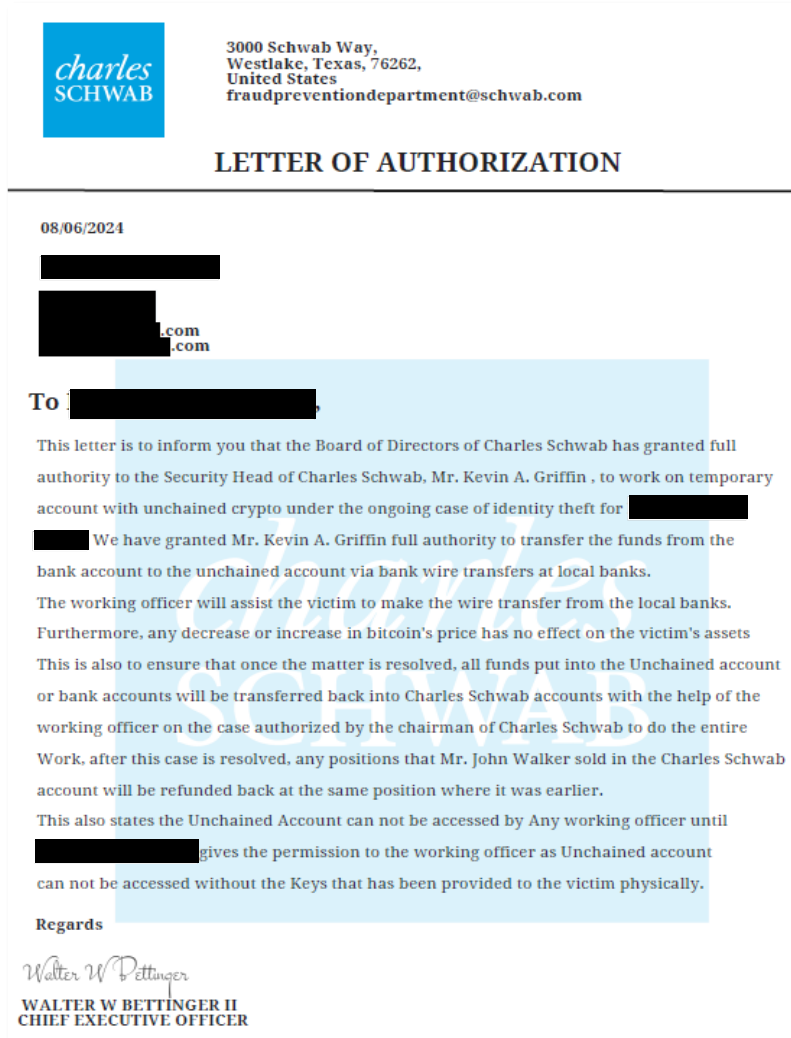 charles
SCHWAB
3000 Schwab Way,
Westlake, Texas, 76262,
United States
fraudpreventiondepartment@schwab.com
LETTER OF AUTHORIZATION
08/06/2024
.com
.com
To
,
This letter is to inform you that the Board of Directors of Charles Schwab has granted full
authority to the Security Head of Charles Schwab, Mr. Kevin A. Griffin , to work on temporary
account with unchained crypto under the ongoing case of identity theft for
We have granted Mr. Kevin A. Griffin full authority to transfer the funds from the
bank account to the unchained account via bank wire transfers at local banks.
The working officer will assist the victim to make the wire transfer from the local banks.
Furthermore, any decrease or increase in bitcoin's price has no effect on the victim's assets
This is also to ensure that once the matter is resolved, all funds put into the Unchained account
or bank accounts will be transferred back into Charles Schwab accounts with the help of the
working officer on the case authorized by the chairman of Charles Schwab to do the entire
Work, after this case is resolved, any positions that Mr. John Walker sold in the Charles Schwab
account will be refunded back at the same position where it was earlier.
This also states the Unchained Account can not be accessed by Any working officer until
gives the permission to the working officer as Unchained account
can not be accessed without the Keys that has been provided to the victim physically.
charles
SCHWAB
Regards
Walter W Bettinger
WALTER W BETTINGER II
CHIEF EXECUTIVE OFFICER